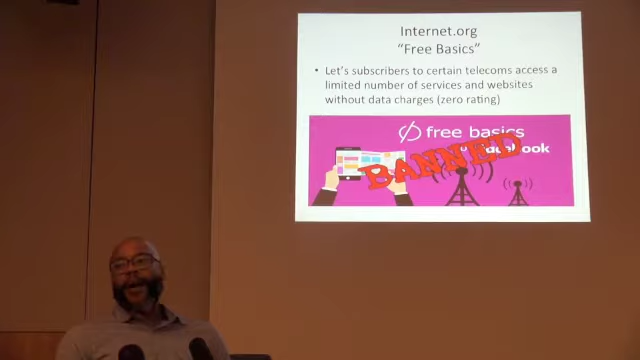 Internet.org
"Free Basics"
• Let's subscribers to certain telecoms access a
limited number of services and websites
without data charges (zero rating)
free basics
BANNED